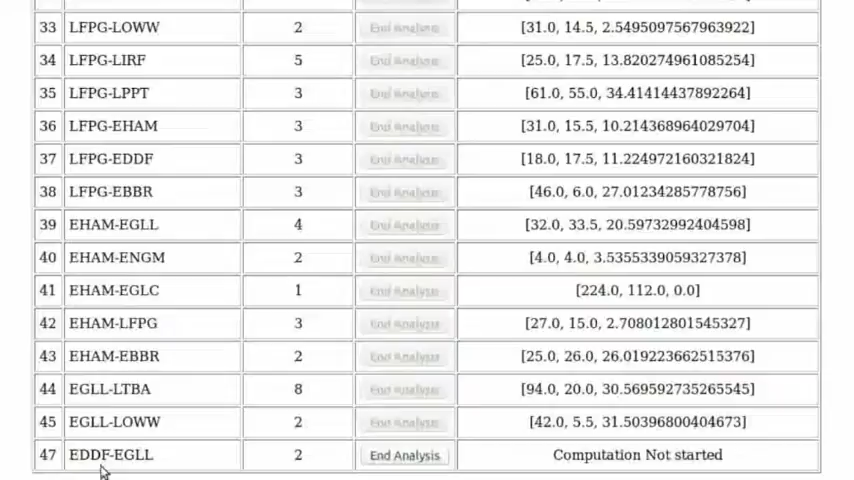 33 LFPG-LOWW 2 End Analysis [31.0, 14.5, 2.5495097567963922]
34 LFPG-LIRF 5 End Analysis [25.0, 17.5, 13.820274961085254]
35 LFPG-LPPT 3 End Analysis [61.0, 55.0, 34.41414437892264]
36 LFPG-EHAM 3 End Analysis [31.0, 15.5, 10.214368964029704]
37 LFPG-EDDF 3 End Analysis [18.0, 17.5, 11.224972160321824]
38 LFPG-EBBR 3 End Analysis [46.0, 6.0, 27.01234285778756]
39 EHAM-EGLL 4 End Analysis [32.0, 33.5, 20.59732992404598]
40 EHAM-ENGM 2 End Analysis [4.0, 4.0, 3.5355339059327378]
41 EHAM-EGLC 1 End Analysis [224.0, 112.0, 0.0]
42 EHAM-LFPG 3 End Analysis [27.0, 15.0, 2.708012801545327]
43 EHAM-EBBR 2 End Analysis [25.0, 26.0, 26.019223662515376]
44 EGLL-LTBA 8 End Analysis [94.0, 20.0, 30.569592735265545]
45 EGLL-LOWW 2 End Analysis [42.0, 5.5, 31.50396800404673]
47 EDDF-EGLL 2 End Analysis Computation Not started